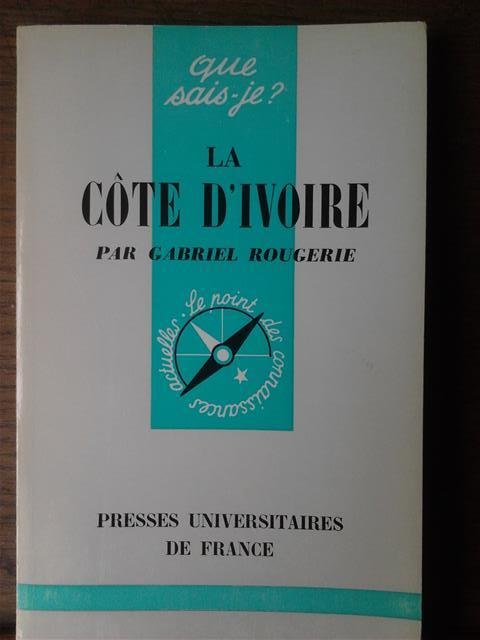 que
sais-je?
LA
CÔTE D'IVOIRE
PAR GABRIEL ROUGERIE
Le point des connaissances actuelles
PRESSES UNIVERSITAIRES
DE FRANCE